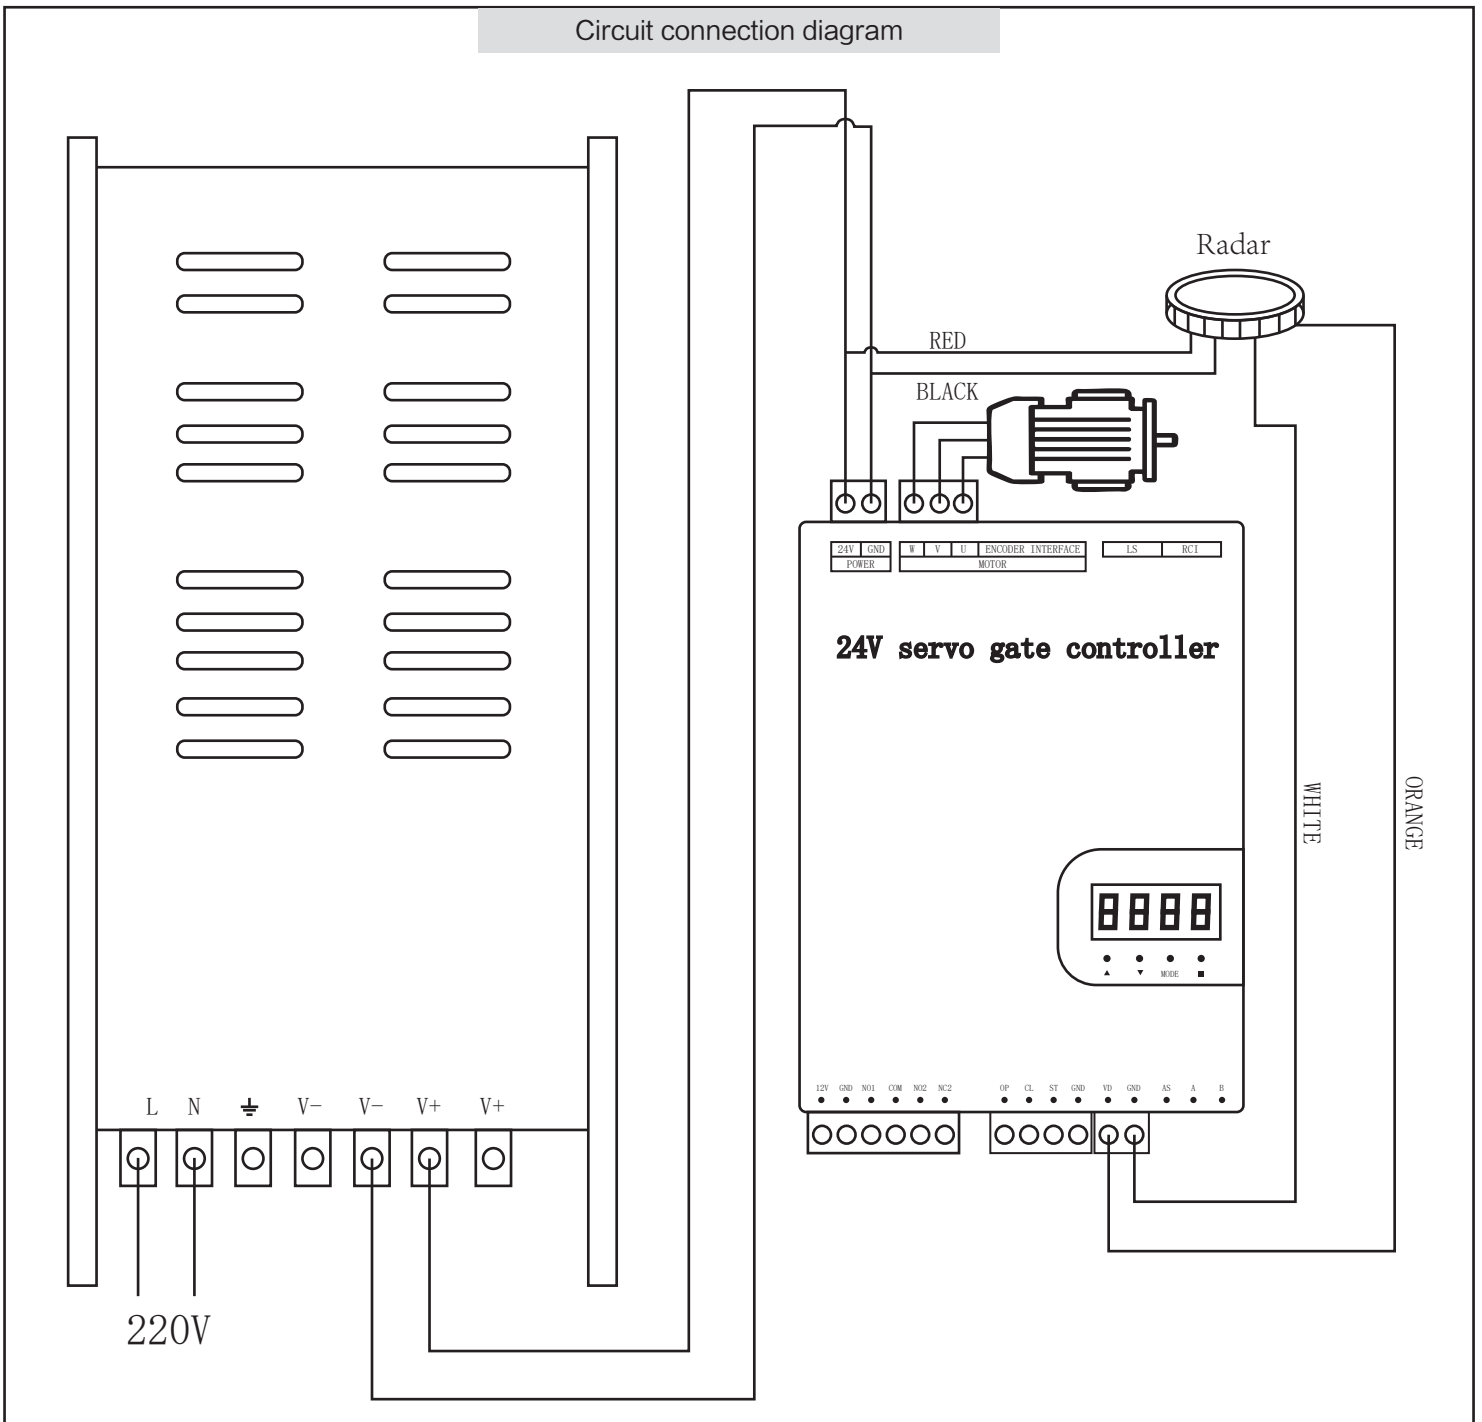 Circuit connection diagram
Radar
RED
BLACK
24V GND W V U ENCODER INTERFACE LS RCI
POWER MOTOR
24V servo gate controller
WHITE
ORANGE
8888
▲ ▼ MODE ■
12V GND NO1 COM NO2 NC2 OP CL ST GND VD GND AS A B
L N V- V- V+ V+
220V